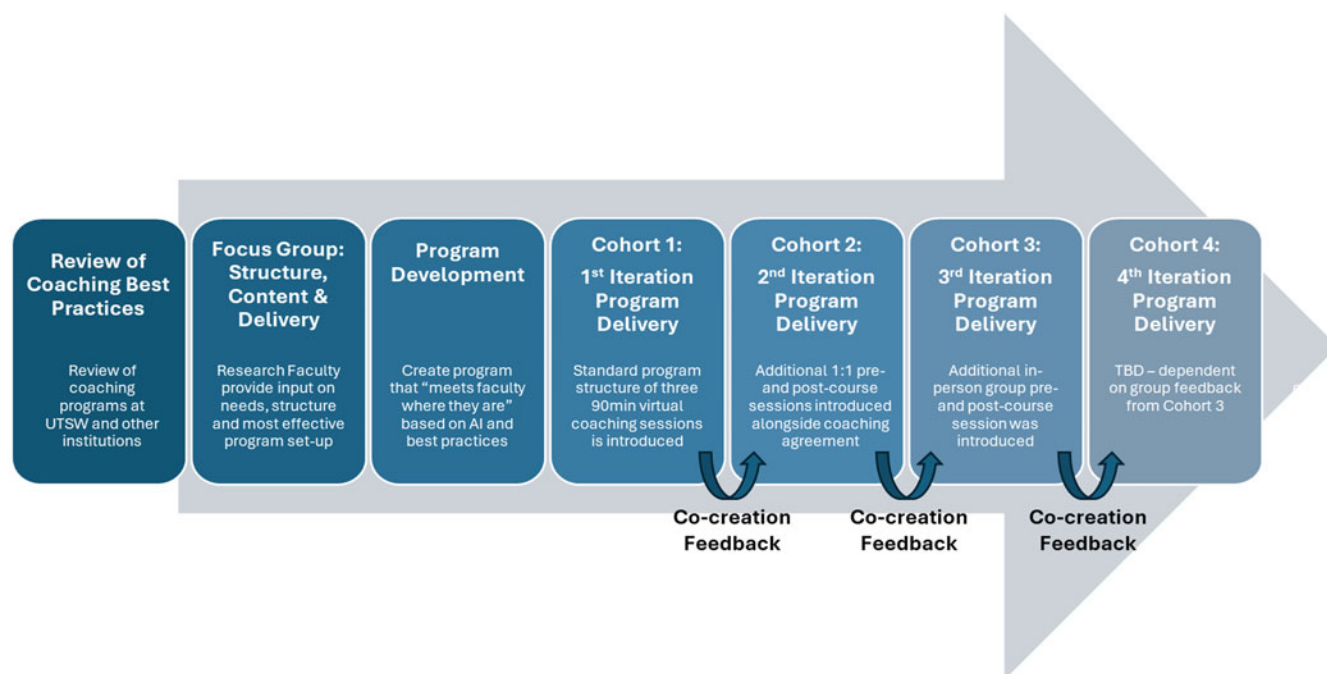 Review of
Coaching Best
Practices
Review of
coaching
programs at
UTSW and other
institutions
Focus Group:
Structure,
Content &
Delivery
Research Faculty
provide input on
needs, structure
and most effective
program set-up
Program
Development
Create program
that “meets faculty
where they are”
based on AI and
best practices
Cohort 1:
1st Iteration
Program
Delivery
Standard program
structure of three
90min virtual
coaching sessions
is introduced
Cohort 2:
2nd Iteration
Program
Delivery
Additional 1:1 pre-
and post-course
sessions introduced
alongside coaching
agreement
Cohort 3:
3rd Iteration
Program
Delivery
Additional in-
person group pre-
and post-course
session was
introduced
Cohort 4:
4th Iteration
Program
Delivery
TBD – dependent
on group feedback
from Cohort 3
Co-creation
Feedback
Co-creation
Feedback
Co-creation
Feedback